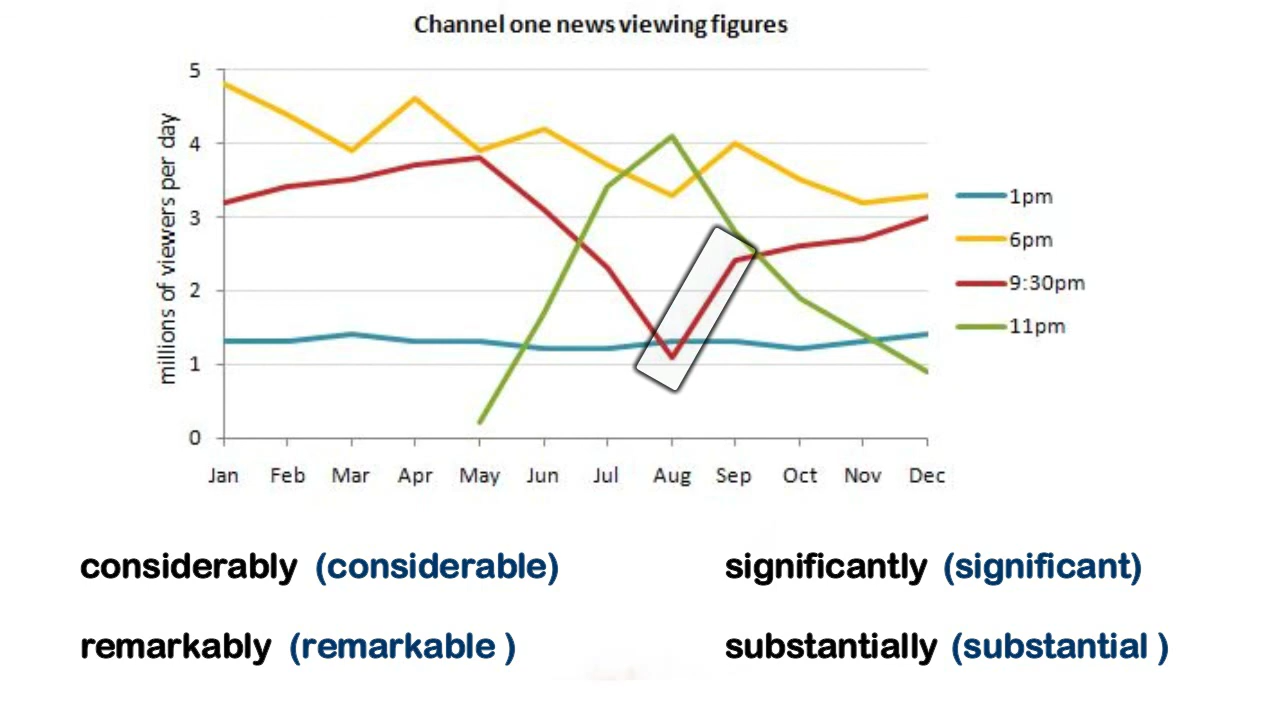 Channel one news viewing figures
millions of viewers per day
5
4
3
2
1
0
Jan Feb Mar Apr May Jun Jul Aug Sep Oct Nov Dec
1pm
6pm
9:30pm
11pm
considerably (considerable)
significantly (significant)
remarkably (remarkable )
substantially (substantial )